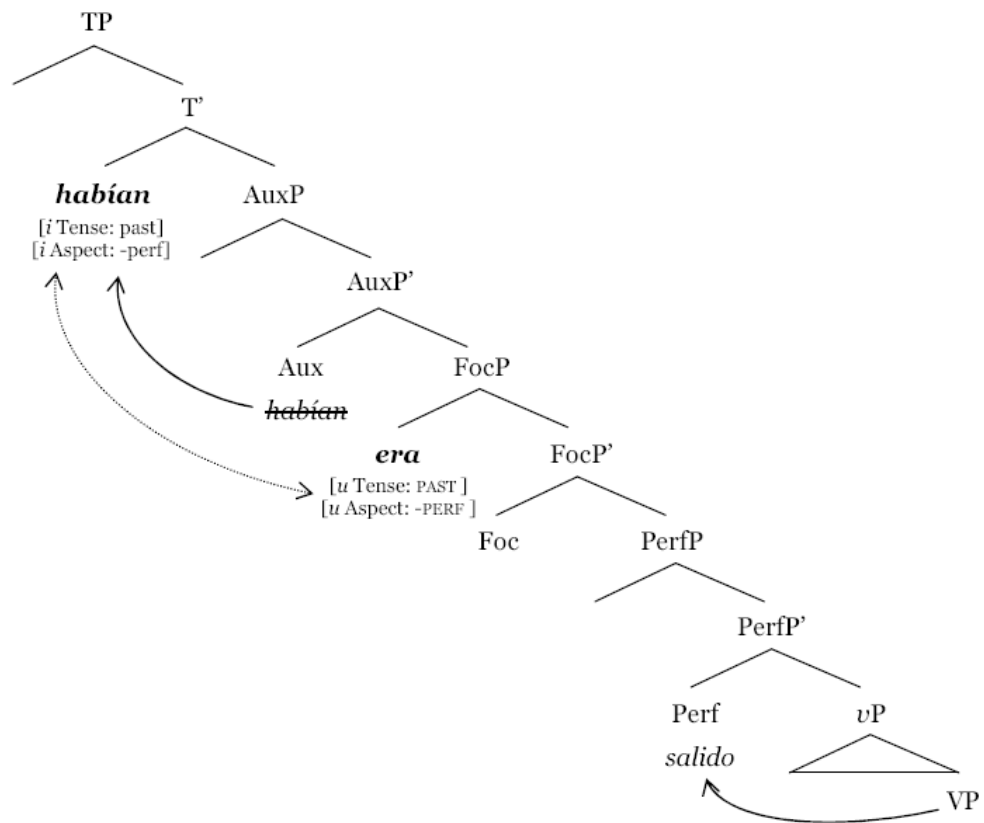 TP
T’
habían
AuxP
[i Tense: past]
[i Aspect: -perf]
AuxP’
Aux
FocP
habían
era
FocP’
[u Tense: PAST ]
[u Aspect: -PERF ]
Foc
PerfP
PerfP’
Perf
vP
salido
VP